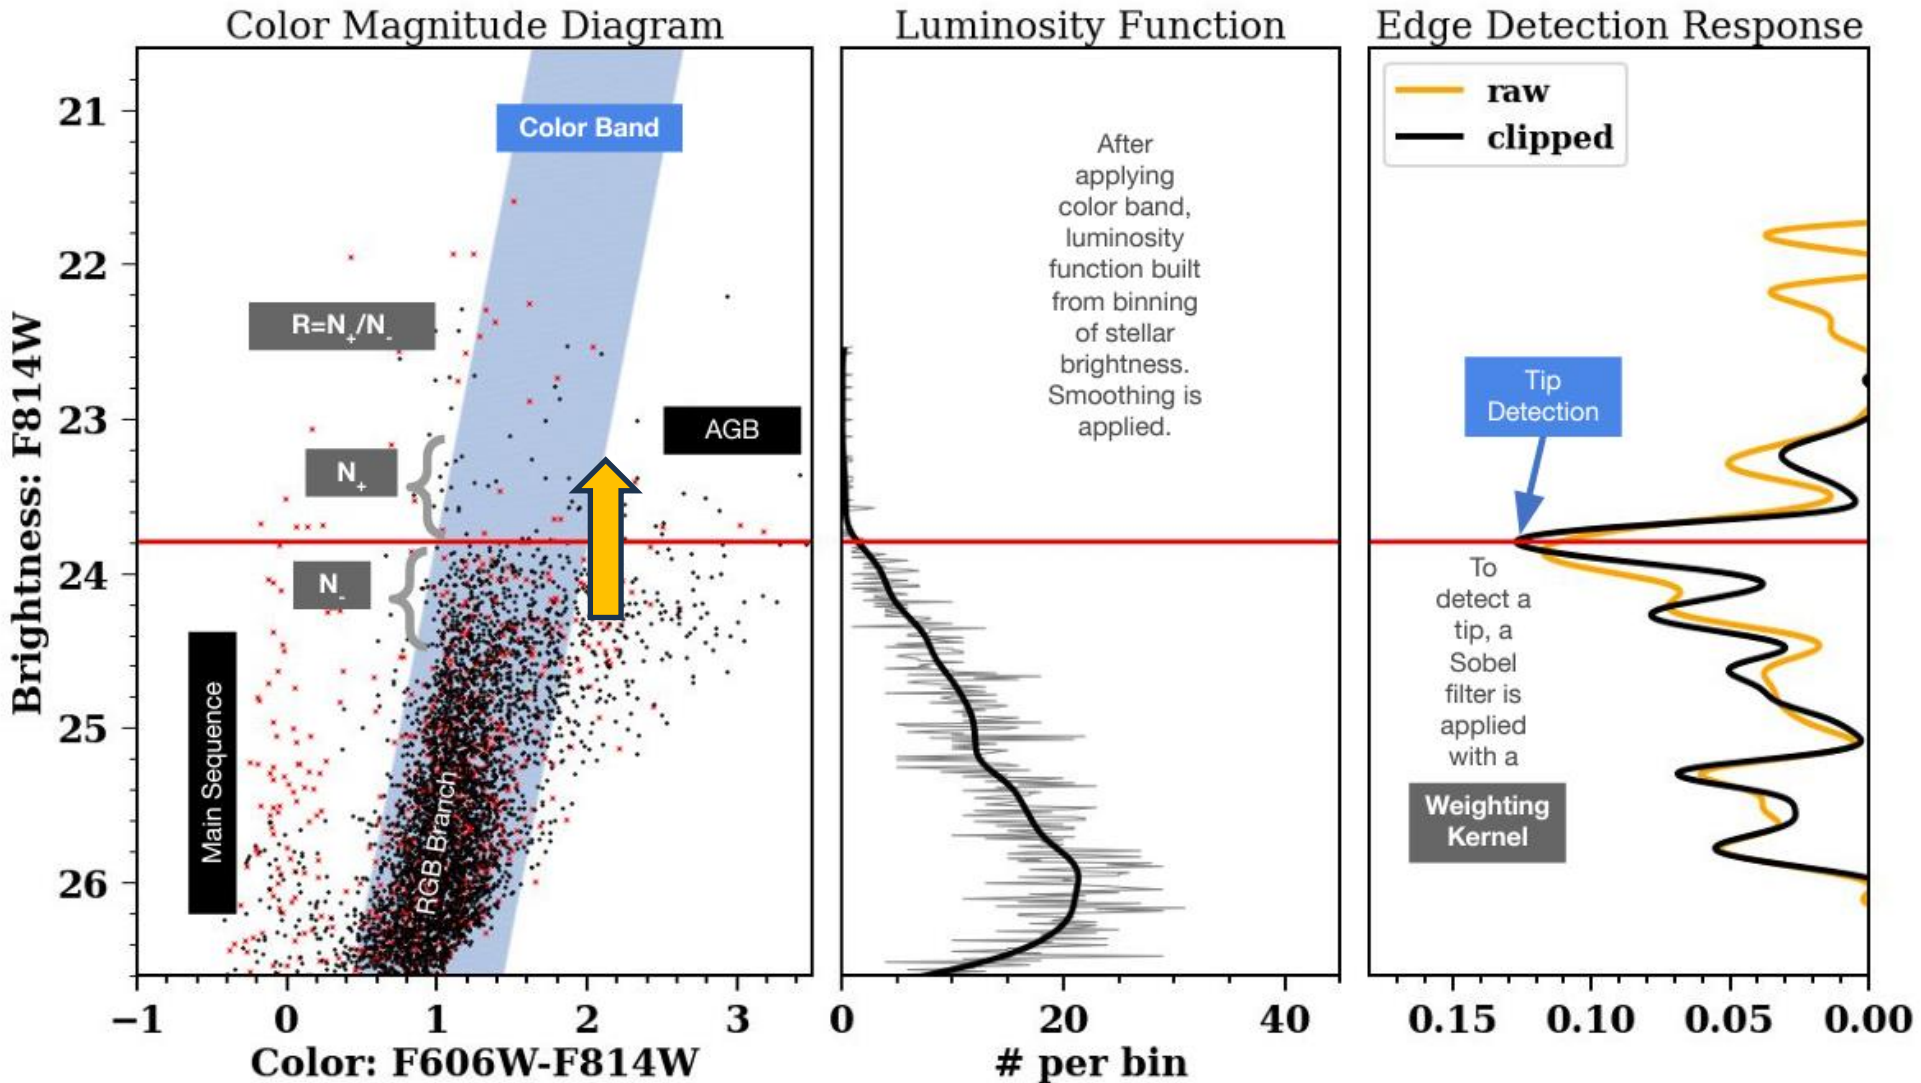 Color Magnitude Diagram
Luminosity Function
Edge Detection Response
Brightness: F814W
21
22
23
24
25
26
Color Band
R=N+/N-
N+
N-
AGB
Main Sequence
RGB Branch
−1
0
1
2
3
Color: F606W-F814W
After
applying
color band,
luminosity
function built
from binning
of stellar
brightness.
Smoothing is
applied.
0
20
40
# per bin
raw
clipped
Tip
Detection
To
detect a
tip, a
Sobel
filter is
applied
with a
Weighting
Kernel
0.15
0.10
0.05
0.00